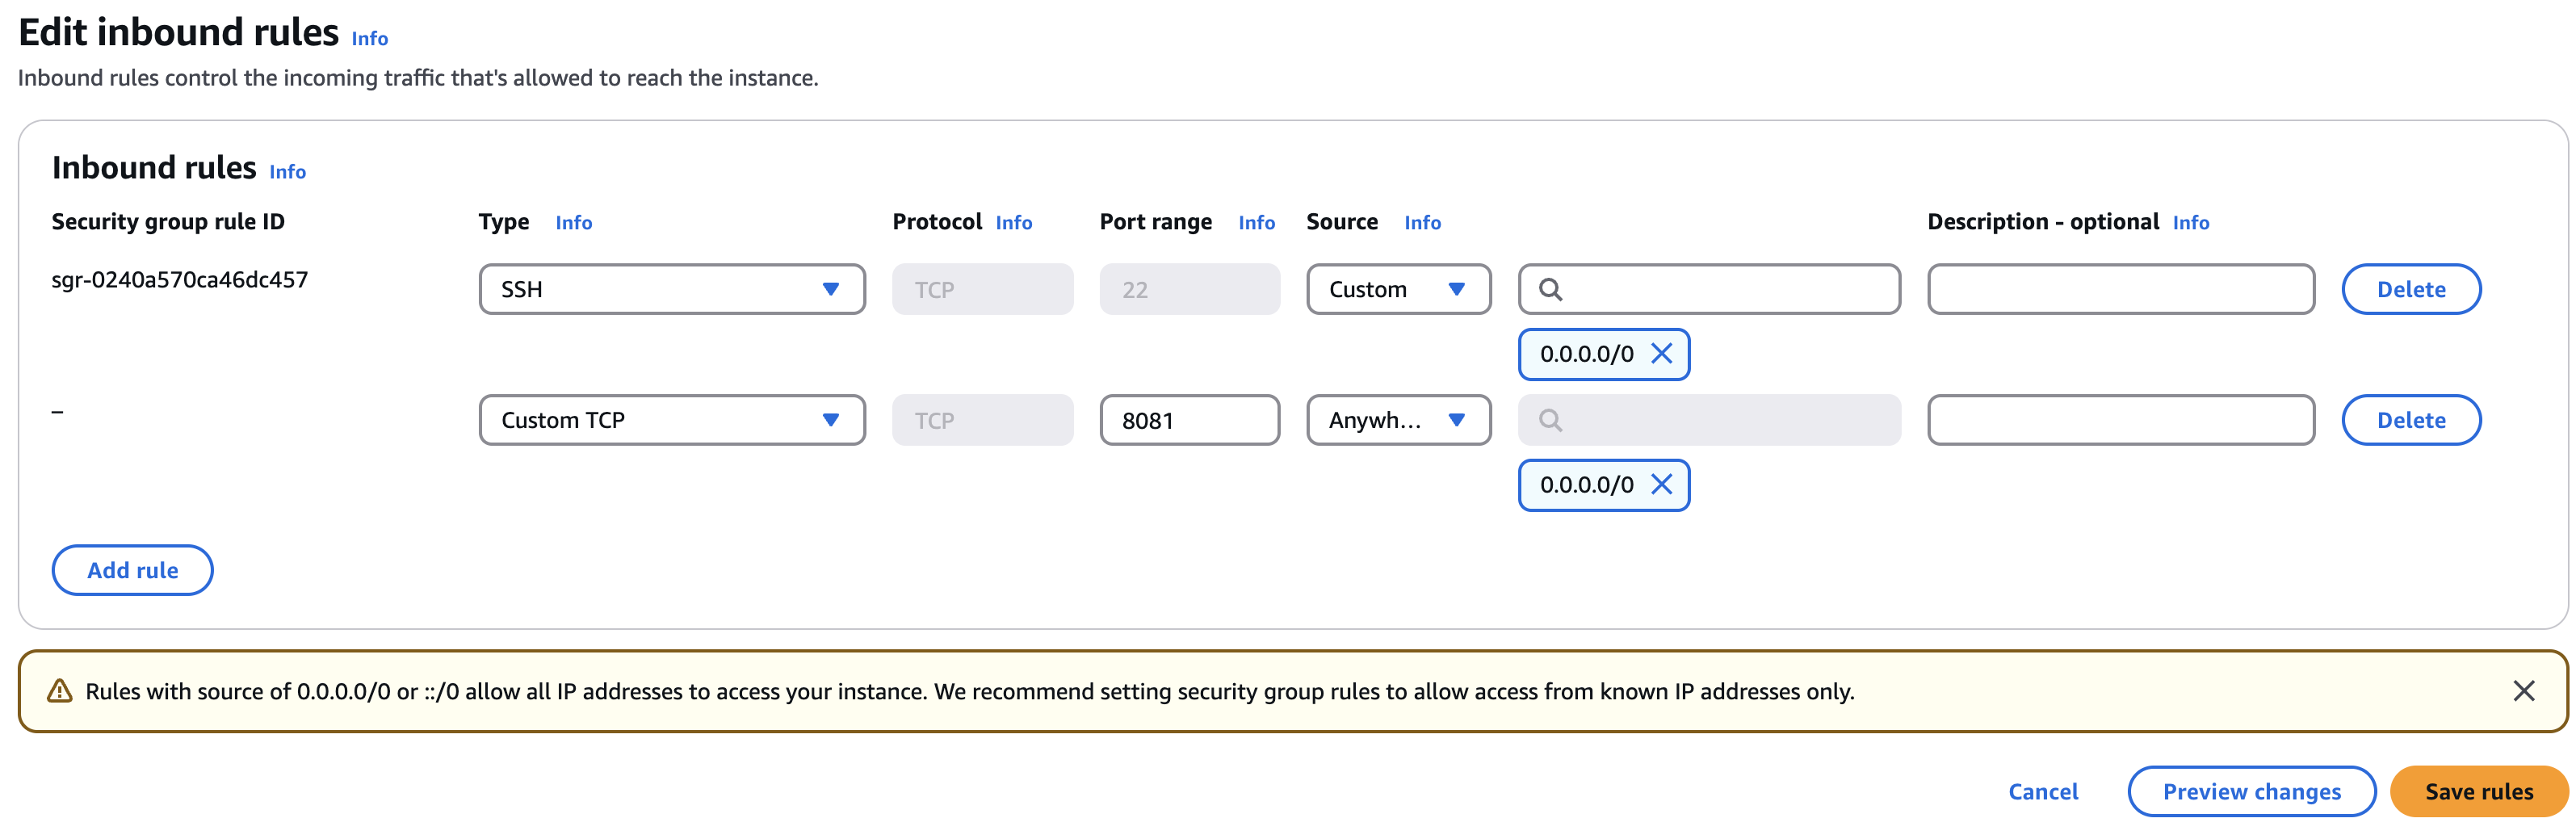 Edit inbound rules Info
Inbound rules control the incoming traffic that's allowed to reach the instance.
Inbound rules Info
Security group rule ID Type Info Protocol Info Port range Info Source Info Description - optional Info
sgr-0240a570ca46dc457 SSH TCP 22 Custom Delete
0.0.0.0/0
– Custom TCP TCP 8081 Anywh... Delete
0.0.0.0/0
Add rule
Rules with source of 0.0.0.0/0 or ::/0 allow all IP addresses to access your instance. We recommend setting security group rules to allow access from known IP addresses only.
Cancel Preview changes Save rules